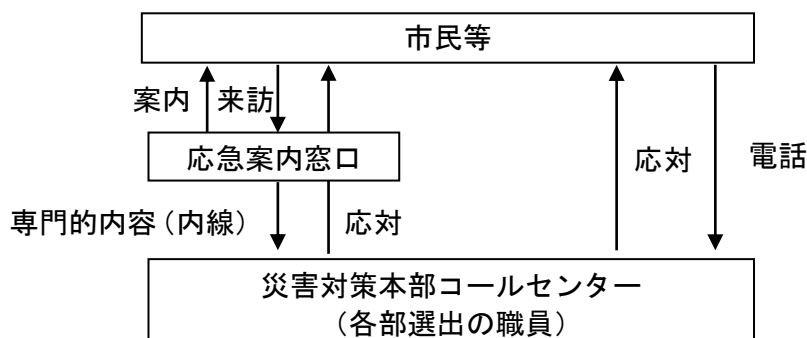 市民等
案内
来訪
応急案内窓口
応対
電話
専門的内容（内線）
応対
災害対策本部コールセンター
（各部選出の職員）